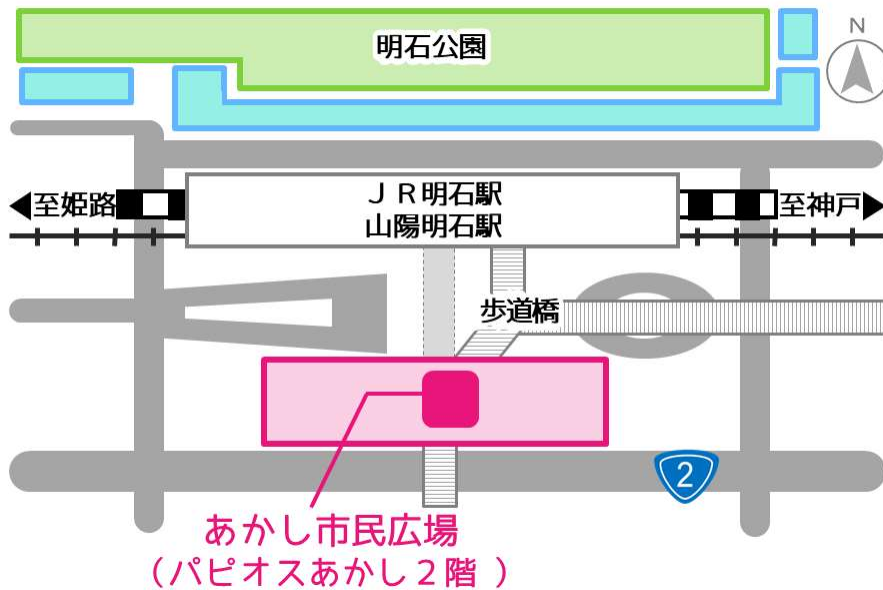 明石公園
N
ＪＲ明石駅
山陽明石駅
至姫路
至神戸
歩道橋
2
あかし市民広場
（パピオスあかし２階 ）